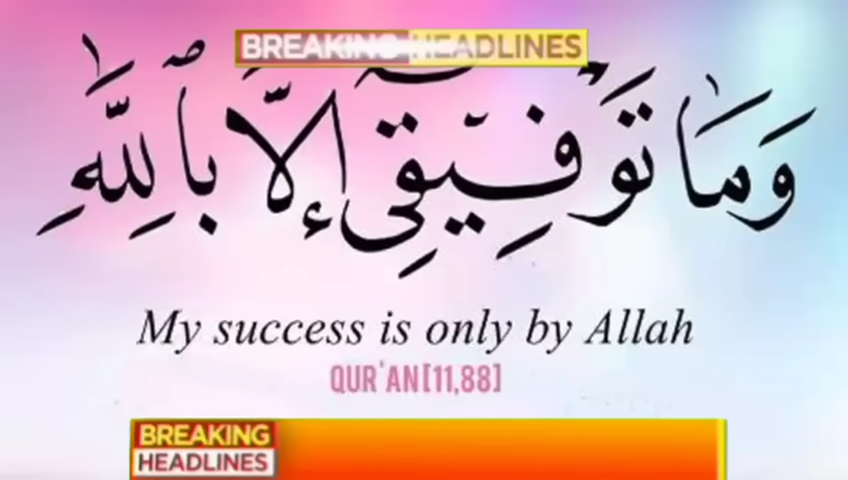 BREAKING HEADLINES
وَمَا تَوْفِيقِىٓ إِلَّا بِٱللَّهِ
My success is only by Allah
QUR'AN[11,88]
BREAKING
HEADLINES